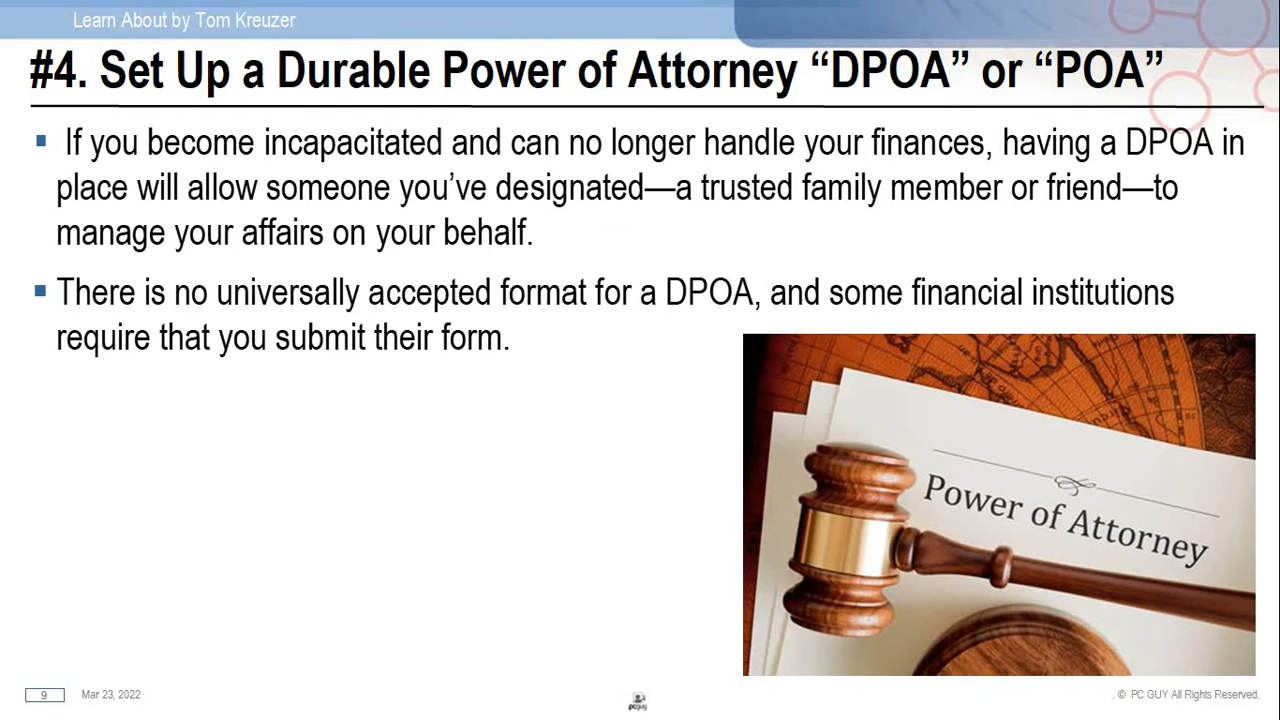 Learn About by Tom Kreuzer
#4. Set Up a Durable Power of Attorney “DPOA” or “POA”
▪ If you become incapacitated and can no longer handle your finances, having a DPOA in
place will allow someone you’ve designated—a trusted family member or friend—to
manage your affairs on your behalf.
▪ There is no universally accepted format for a DPOA, and some financial institutions
require that you submit their form.
Power of Attorney
9
Mar 23, 2022
pcguy
. © PC GUY All Rights Reserved.